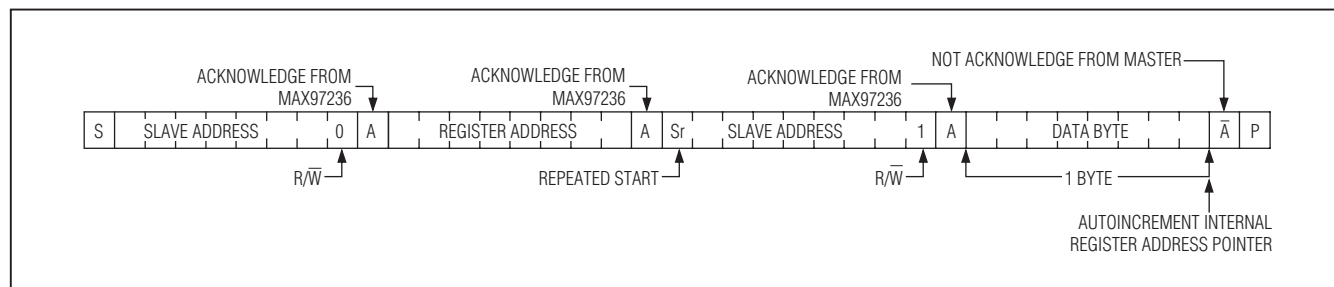 NOT ACKNOWLEDGE FROM MASTER
ACKNOWLEDGE FROM
MAX97236
ACKNOWLEDGE FROM
MAX97236
ACKNOWLEDGE FROM
MAX97236
S SLAVE ADDRESS 0 A REGISTER ADDRESS A Sr SLAVE ADDRESS 1 A DATA BYTE A̅ P
R/W̅ REPEATED START R/W̅ 1 BYTE
AUTOINCREMENT INTERNAL
REGISTER ADDRESS POINTER